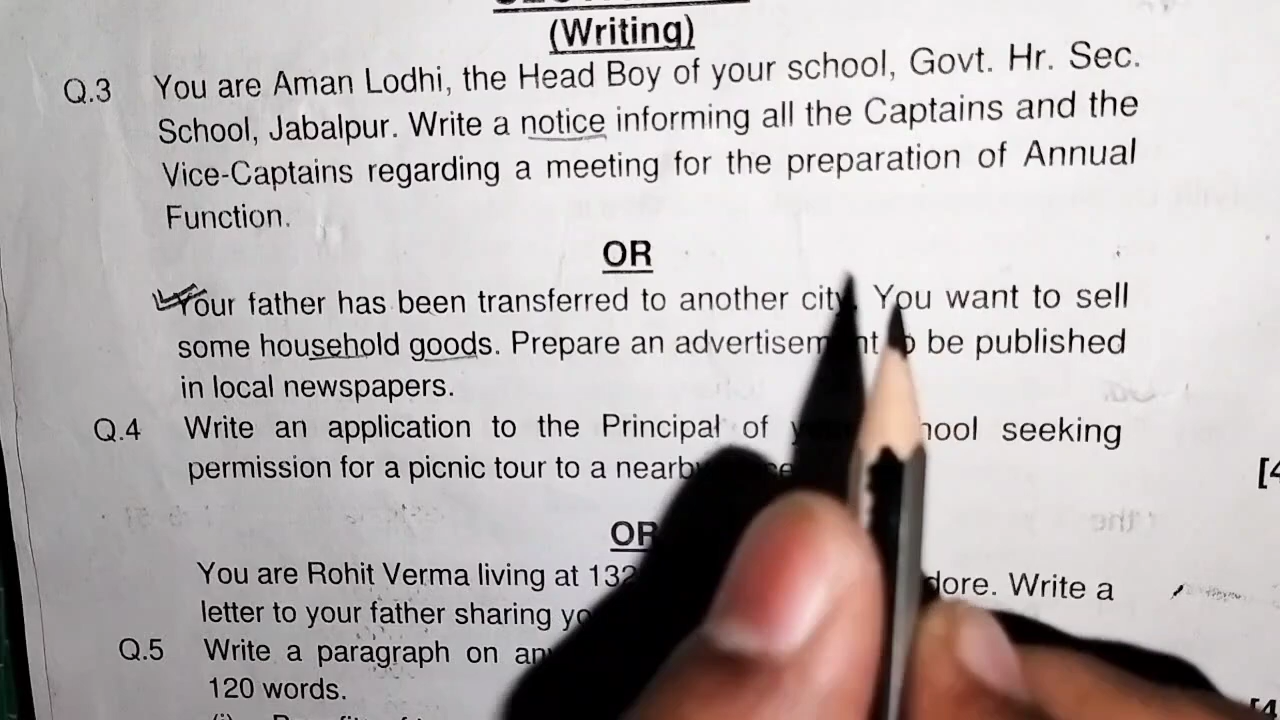 (Writing)
Q.3 You are Aman Lodhi, the Head Boy of your school, Govt. Hr. Sec.
School, Jabalpur. Write a notice informing all the Captains and the
Vice-Captains regarding a meeting for the preparation of Annual
Function.
OR
Your father has been transferred to another city. You want to sell
some household goods. Prepare an advertisement to be published
in local newspapers.
Q.4 Write an application to the Principal of school seeking
permission for a picnic tour to a nearby
[4
OR
You are Rohit Verma living at 132 Write a
letter to your father sharing
Q.5 Write a paragraph on
120 words.
[4